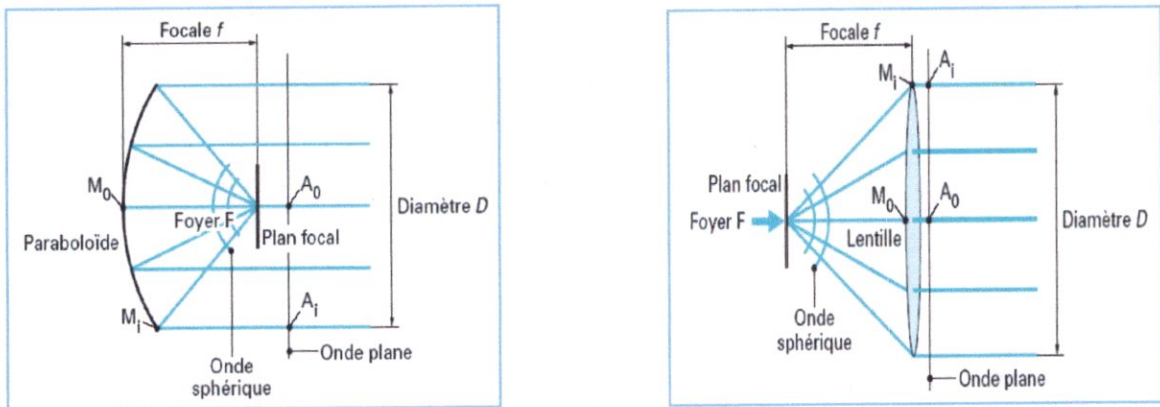 Focale f
M0
A0
Foyer F
Diamètre D
Paraboloïde
Plan focal
Mi
Ai
Onde plane
Onde
sphérique
Focale f
Mi
Ai
Plan focal
M0
A0
Foyer F
Lentille
Diamètre D
Onde
sphérique
Onde plane